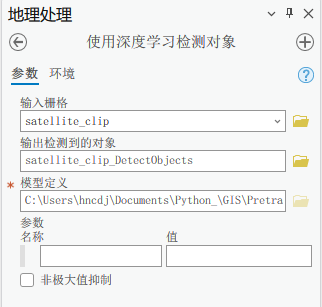 地理处理
使用深度学习检测对象
参数 环境
输入栅格
satellite_clip
输出检测到的对象
satellite_clip_DetectObjects
* 模型定义
C:\Users\hncdj\Documents\Python_\GIS\Pretra
参数
名称 值
非极大值抑制